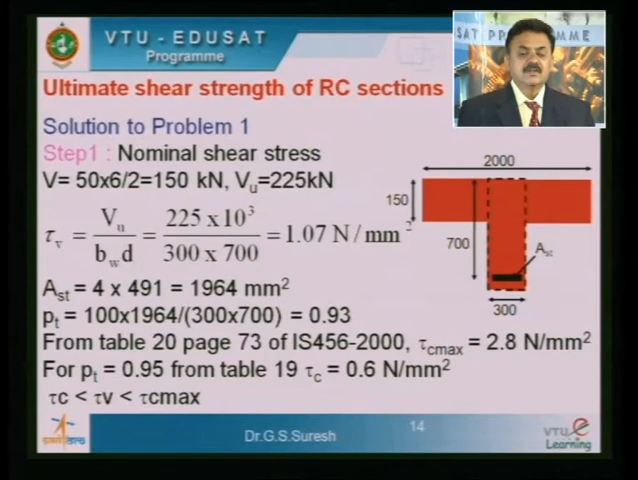 VTU - EDUSAT
Programme
SAT PR
MME
Ultimate shear strength of RC sections
Solution to Problem 1
Step1 : Nominal shear stress
V= 50x6/2=150 kN, Vu=225kN
τv = Vu / bwd = 225 x 10³ / 300 x 700 = 1.07 N / mm²
Ast = 4 x 491 = 1964 mm²
pt = 100x1964/(300x700) = 0.93
From table 20 page 73 of IS456-2000, τcmax = 2.8 N/mm²
For pt = 0.95 from table 19 τc = 0.6 N/mm²
τc < τv < τcmax
2000
150
700
Ast
300
Dr.G.S.Suresh
14
VTU e
Learning